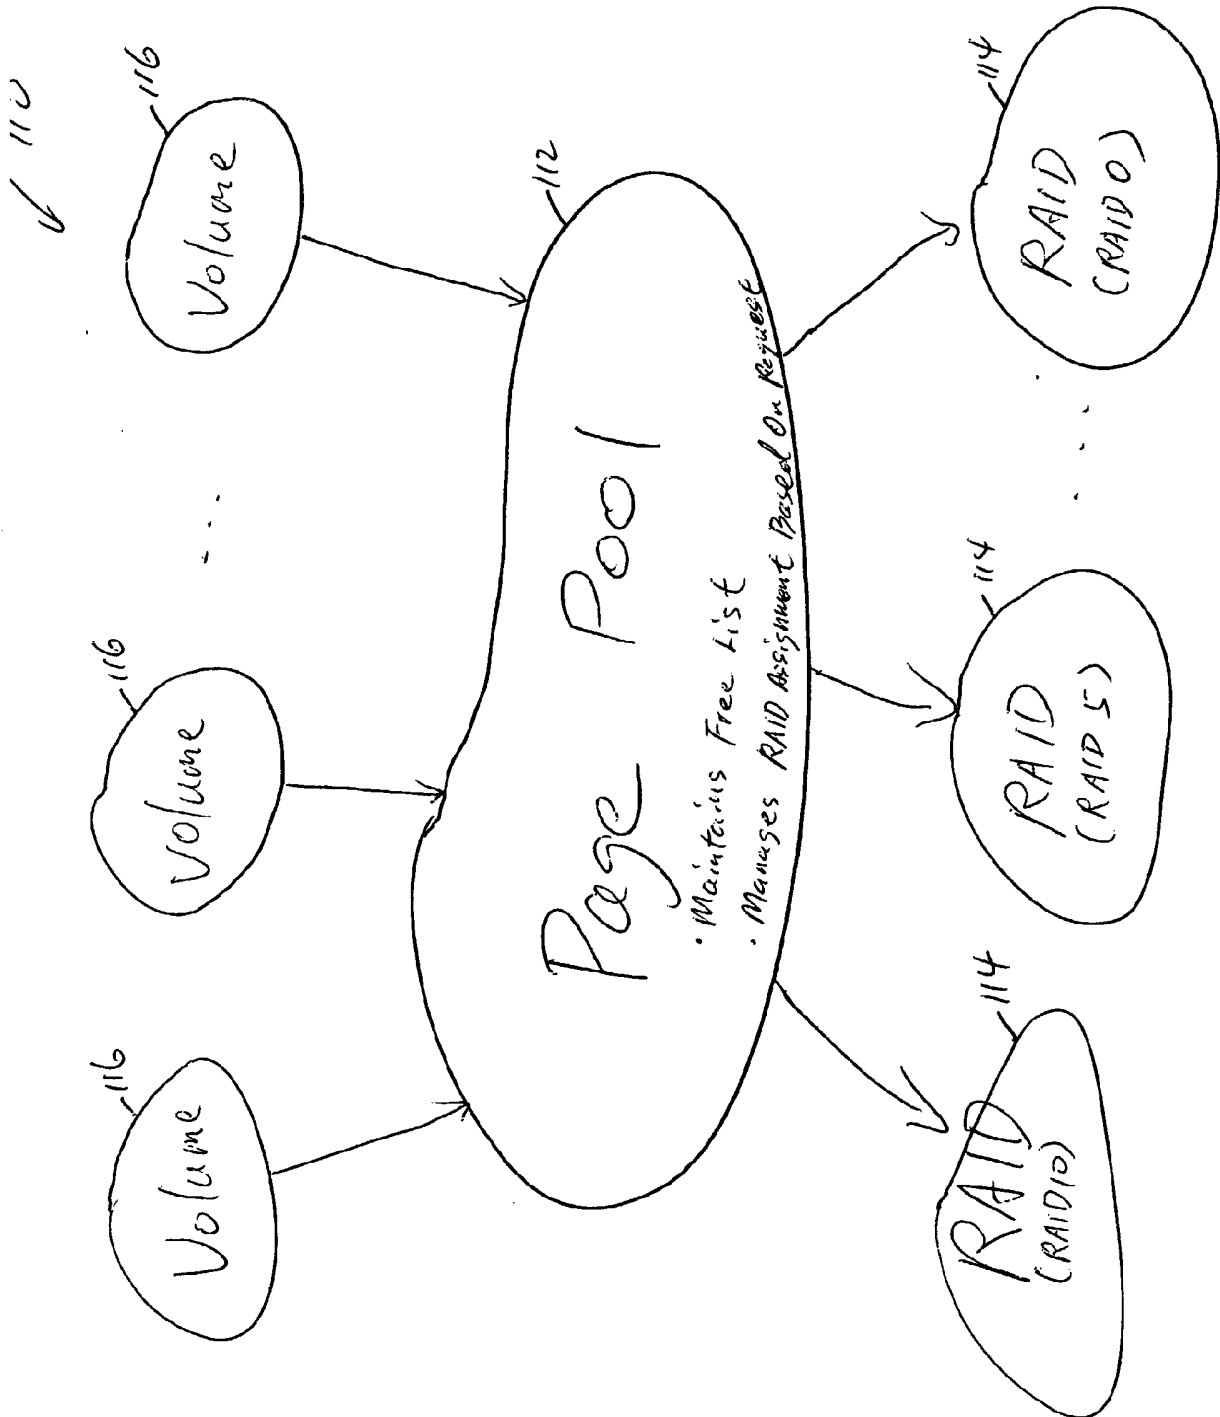 110
116
Volume
116
Volume
...
116
Volume
112
Page Pool
· Maintains Free List
· Manages RAID Assignment Based On Request
114
RAID
(RAID 10)
114
RAID
(RAID 5)
...
114
RAID
(RAID 0)